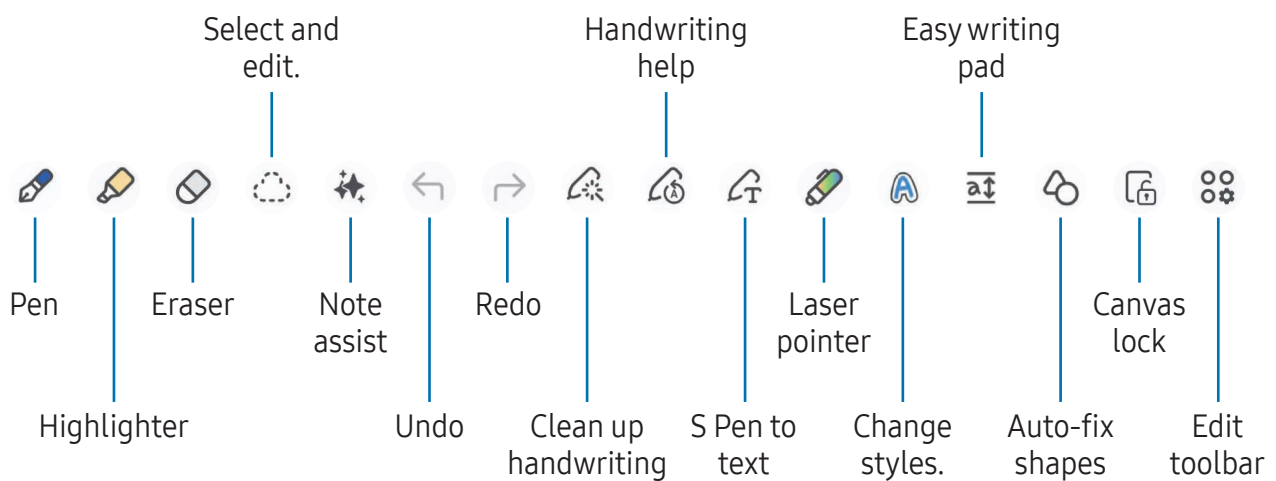 Select and
edit.
Handwriting
help
Easy writing
pad
Pen
Eraser
Note
assist
Redo
Laser
pointer
Canvas
lock
Highlighter
Undo
Clean up
handwriting
S Pen to
text
Change
styles.
Auto-fix
shapes
Edit
toolbar